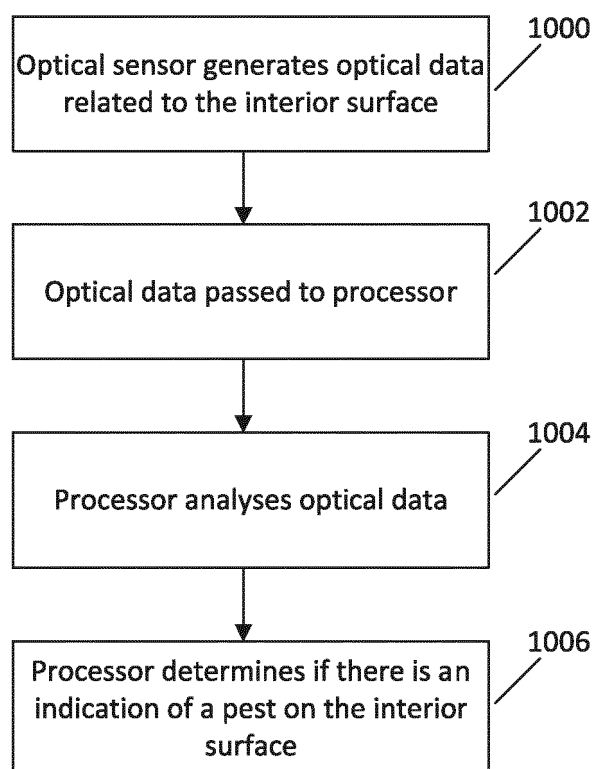 1000
Optical sensor generates optical data
related to the interior surface
1002
Optical data passed to processor
1004
Processor analyses optical data
1006
Processor determines if there is an
indication of a pest on the interior
surface